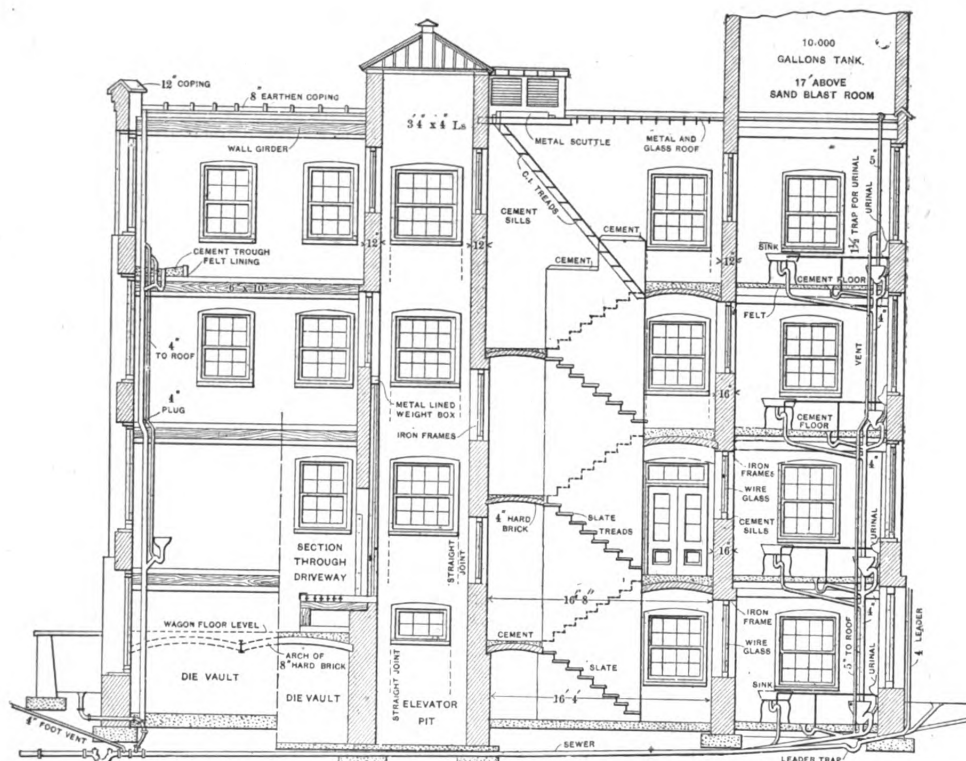 10,000
GALLONS TANK.
17' ABOVE
SAND BLAST ROOM
12" COPING
8" EARTHEN COPING
WALL GIRDER
METAL SCUTTLE
METAL AND
GLASS ROOF
C.I. TREADS
CEMENT
SILLS
CEMENT
CEMENT
12"
12"
12"
1½ TRAP FOR URINAL
URINAL
SINK
CEMENT FLOOR
FELT
4"
CEMENT TROUGH
FELT LINING
6" x 10"
4"
TO ROOF
4"
PLUG
METAL LINED
WEIGHT BOX
IRON FRAMES
16"
VENT
CEMENT
FLOOR
4"
IRON
FRAMES
WIRE
GLASS
CEMENT
SILLS
16"
URINAL
4" HARD
BRICK
SLATE
TREADS
SECTION
THROUGH
DRIVEWAY
STRAIGHT
JOINT
16'-8"
WAGON FLOOR LEVEL
ARCH OF
8" HARD BRICK
CEMENT
IRON
FRAME
WIRE
GLASS
4"
4" LEADER
5" TO ROOF
URINAL
DIE VAULT
DIE VAULT
STRAIGHT JOINT
ELEVATOR
PIT
SLATE
16'-4"
SINK
4" FOOT VENT
SEWER
LEADER TRAP